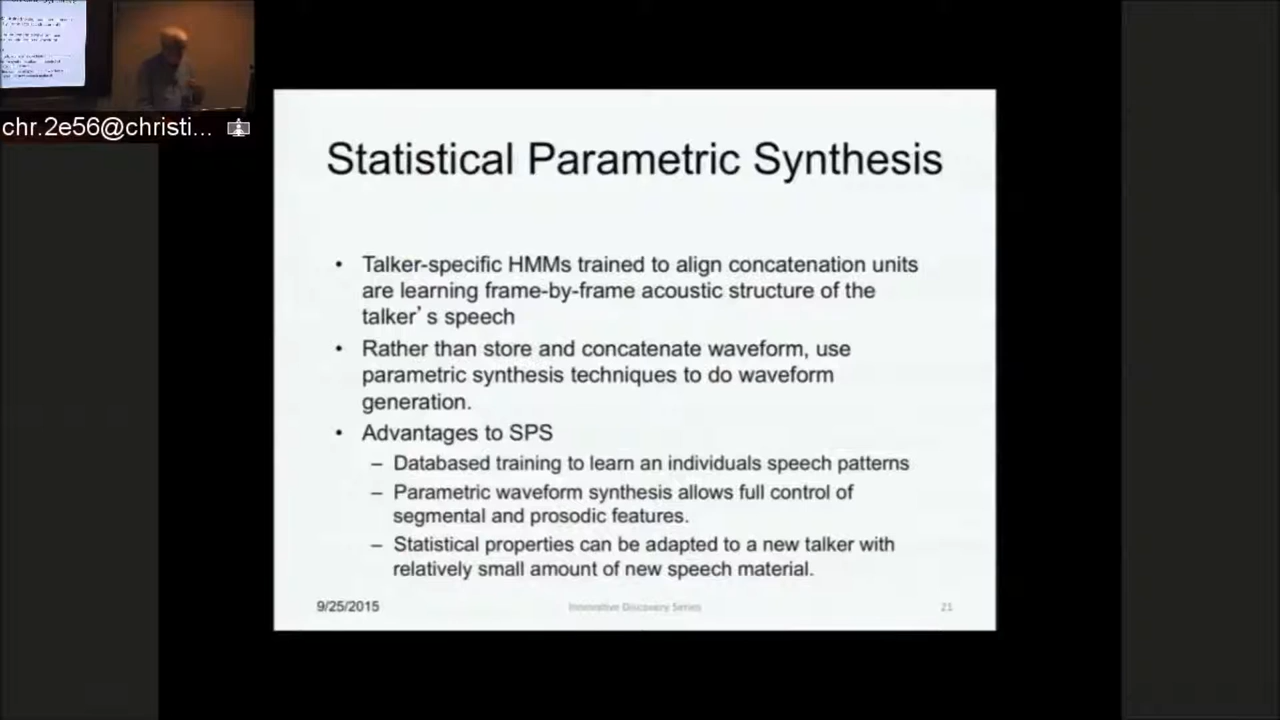 chr.2e56@christi...
Statistical Parametric Synthesis
• Talker-specific HMMs trained to align concatenation units
are learning frame-by-frame acoustic structure of the
talker’s speech
• Rather than store and concatenate waveform, use
parametric synthesis techniques to do waveform
generation.
• Advantages to SPS
– Databased training to learn an individuals speech patterns
– Parametric waveform synthesis allows full control of
segmental and prosodic features.
– Statistical properties can be adapted to a new talker with
relatively small amount of new speech material.
9/25/2015
Innovative Discovery Series
21